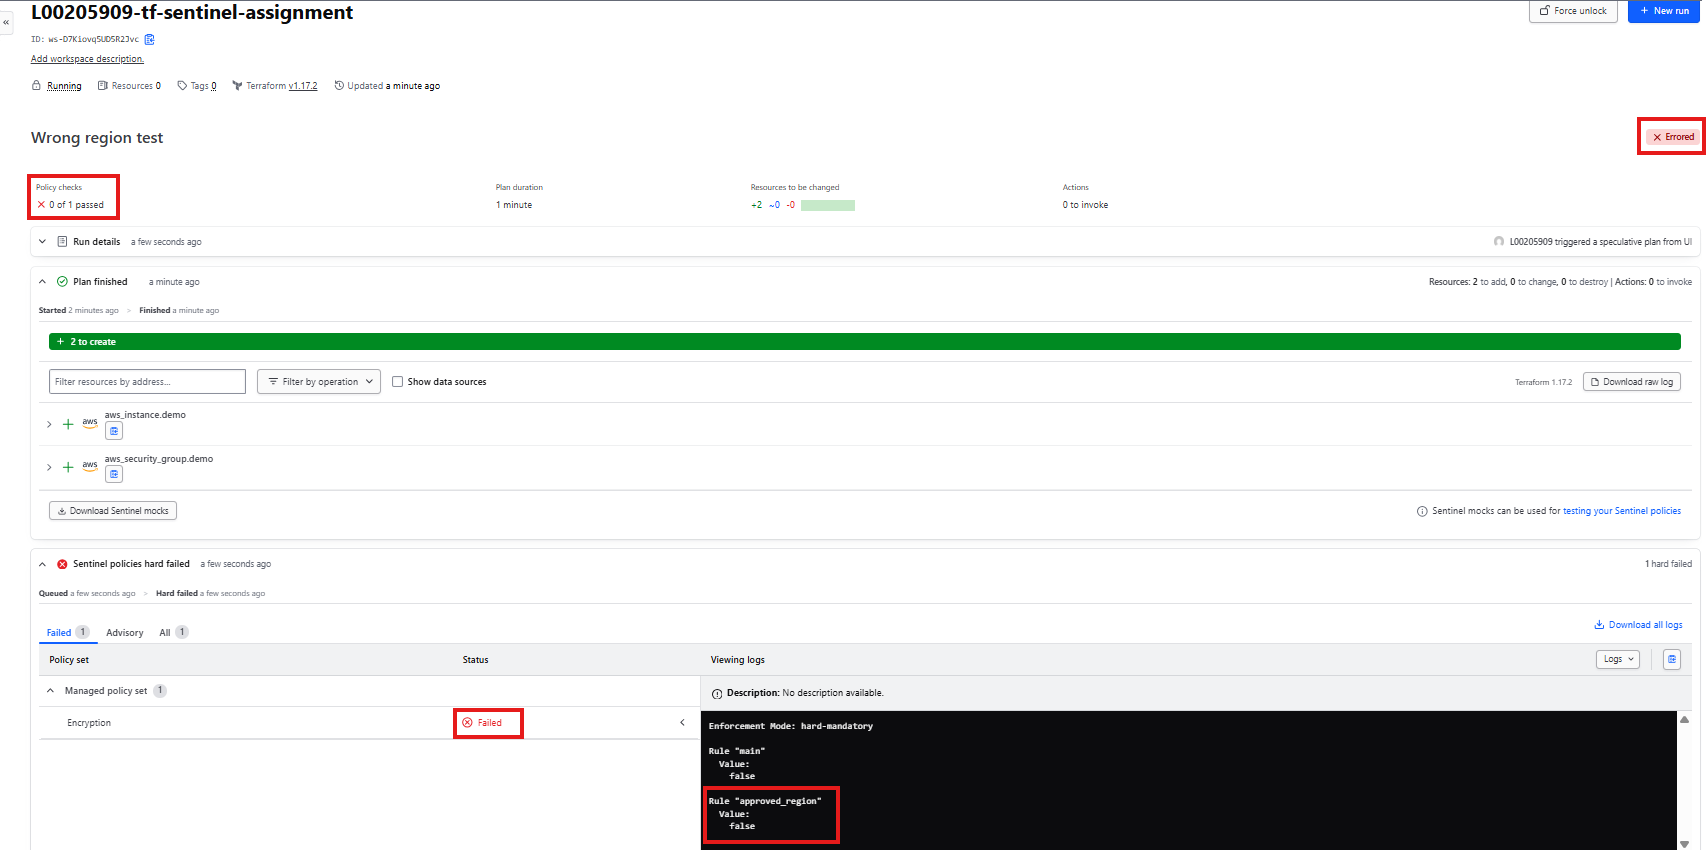 «
L00205909-tf-sentinel-assignment
Force unlock
+ New run
ID: ws-D7Kiovq5UD5R23vc
Add workspace description.
Running Resources 0 Tags 0 Terraform v1.17.2 Updated a minute ago
Wrong region test
Errored
Policy checks Plan duration Resources to be changed Actions
0 of 1 passed 1 minute +2 ~0 -0 0 to invoke
Run details a few seconds ago L00205909 triggered a speculative plan from UI
Plan finished a minute ago Resources: 2 to add, 0 to change, 0 to destroy | Actions: 0 to invoke
Started 2 minutes ago > Finished a minute ago
+ 2 to create
Filter resources by address... Filter by operation Show data sources Terraform 1.17.2 Download raw log
aws aws_instance.demo
aws aws_security_group.demo
Download Sentinel mocks Sentinel mocks can be used for testing your Sentinel policies
Sentinel policies hard failed a few seconds ago 1 hard failed
Queued a few seconds ago > Hard failed a few seconds ago
Failed 1 Advisory All 1 Download all logs
Policy set Status Viewing logs Logs
Managed policy set 1 Description: No description available.
Encryption Failed
Enforcement Mode: hard-mandatory
Rule "main"
Value:
false
Rule "approved_region"
Value:
false